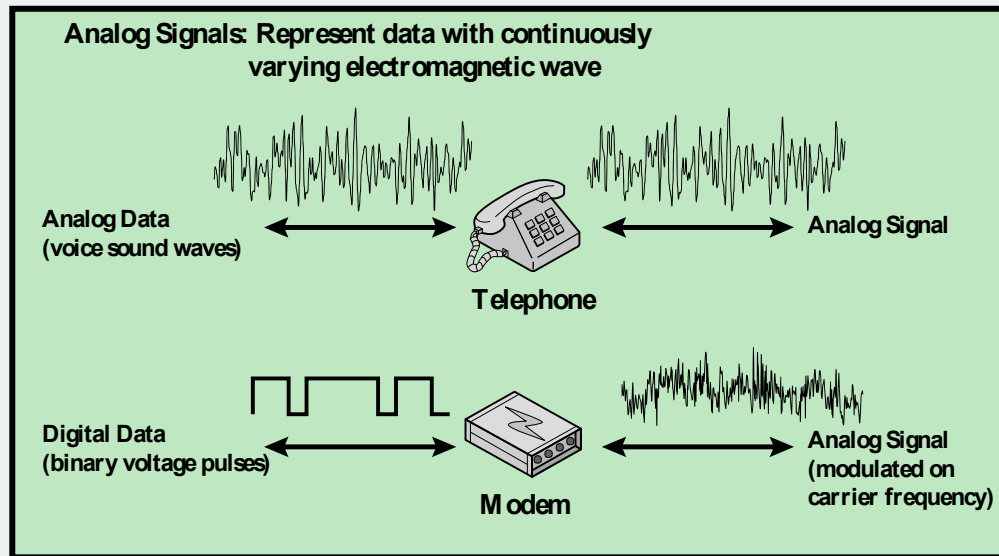 Analog Signals: Represent data with continuously
varying electromagnetic wave
Analog Data
(voice sound waves)
Analog Signal
Telephone
Digital Data
(binary voltage pulses)
Analog Signal
(modulated on
carrier frequency)
Modem